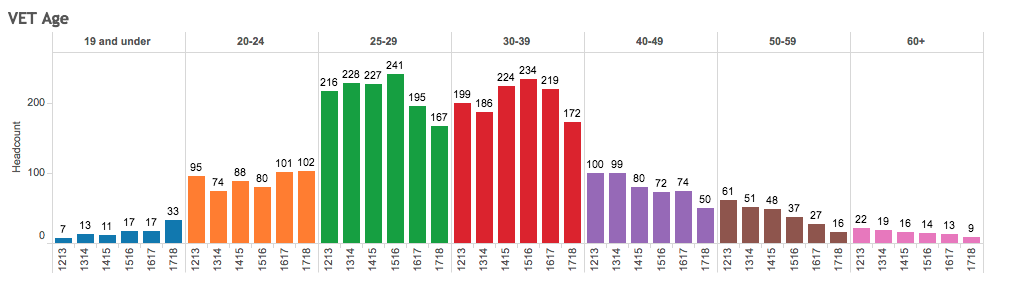 VET Age
19 and under 20-24 25-29 30-39 40-49 50-59 60+
Headcount
200
100
0
7 13 11 17 17 33
95 74 88 80 101 102
216 228 227 241 195 167
199 186 224 234 219 172
100 99 80 72 74 50
61 51 48 37 27 16
22 19 16 14 13 9
1213 1314 1415 1516 1617 1718 1213 1314 1415 1516 1617 1718 1213 1314 1415 1516 1617 1718 1213 1314 1415 1516 1617 1718 1213 1314 1415 1516 1617 1718 1213 1314 1415 1516 1617 1718 1213 1314 1415 1516 1617 1718